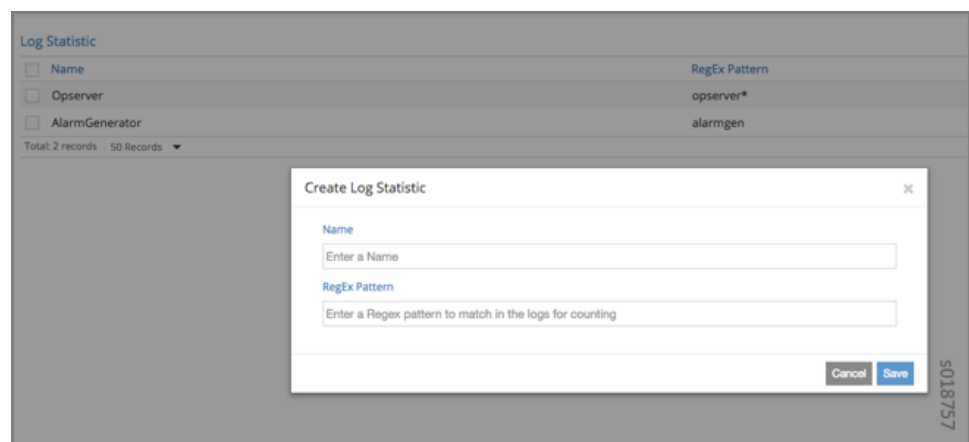 Log Statistic
Name RegEx Pattern
Opserver opserver*
AlarmGenerator alarmgen
Total: 2 records 50 Records
Create Log Statistic
Name
Enter a Name
RegEx Pattern
Enter a Regex pattern to match in the logs for counting
Cancel Save
s018757